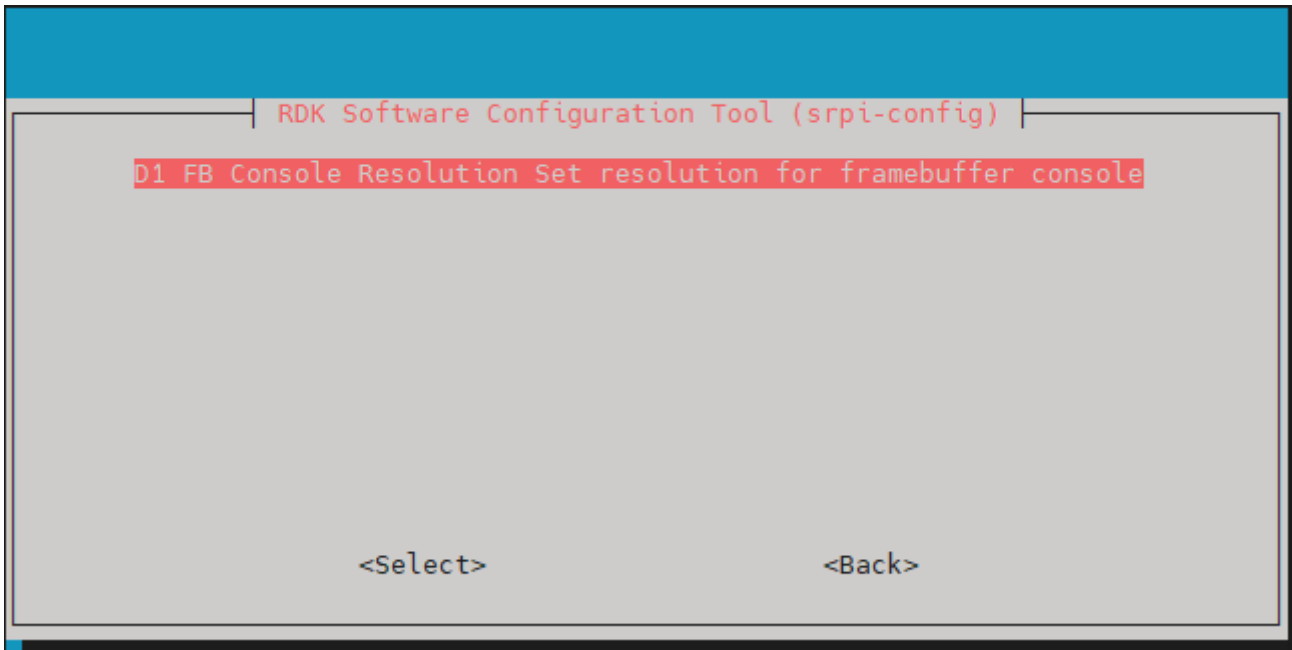 RDK Software Configuration Tool (srpi-config)
D1 FB Console Resolution Set resolution for framebuffer console
<Select> <Back>